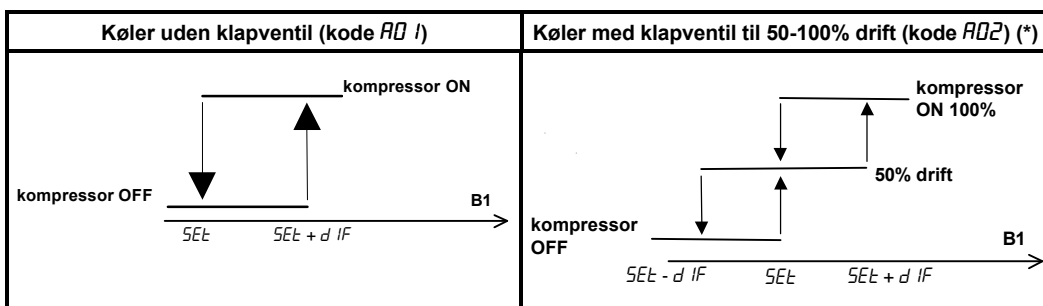 Køler uden klapventil (kode A01)
Køler med klapventil til 50-100% drift (kode A02) (*)
kompressor ON
kompressor OFF
B1
SEt
SEt + dIF
kompressor
ON 100%
50% drift
kompressor
OFF
B1
SEt - dIF
SEt
SEt + dIF